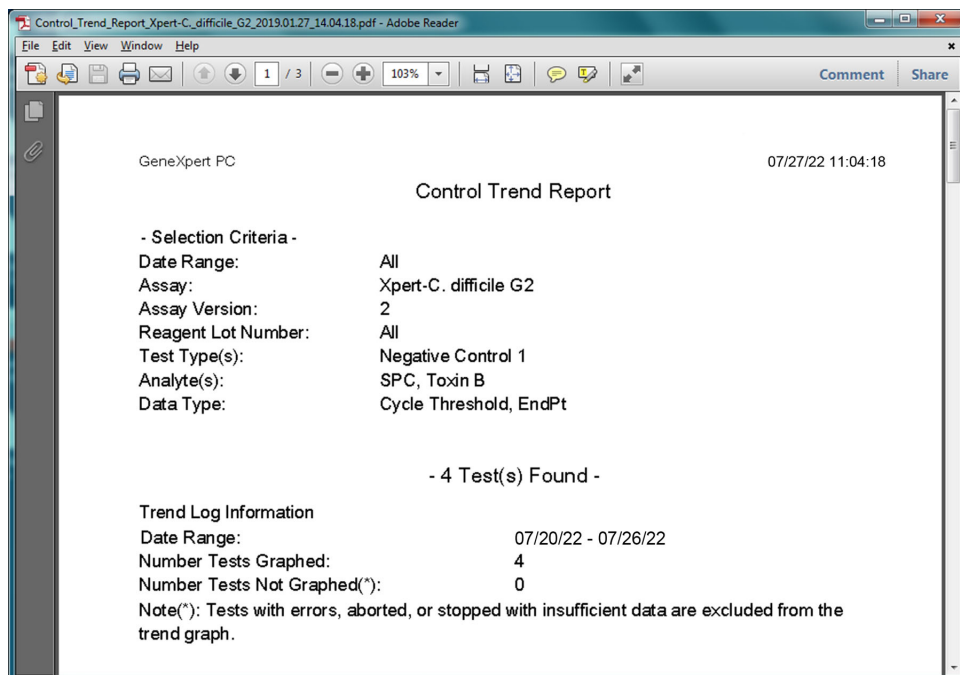 Control_Trend_Report_Xpert-C._difficile_G2_2019.01.27_14.04.18.pdf - Adobe Reader
File Edit View Window Help
1 / 3 103% Comment Share
GeneXpert PC 07/27/22 11:04:18
Control Trend Report
- Selection Criteria -
Date Range: All
Assay: Xpert-C. difficile G2
Assay Version: 2
Reagent Lot Number: All
Test Type(s): Negative Control 1
Analyte(s): SPC, Toxin B
Data Type: Cycle Threshold, EndPt
- 4 Test(s) Found -
Trend Log Information
Date Range: 07/20/22 - 07/26/22
Number Tests Graphed: 4
Number Tests Not Graphed(*): 0
Note(*): Tests with errors, aborted, or stopped with insufficient data are excluded from the
trend graph.